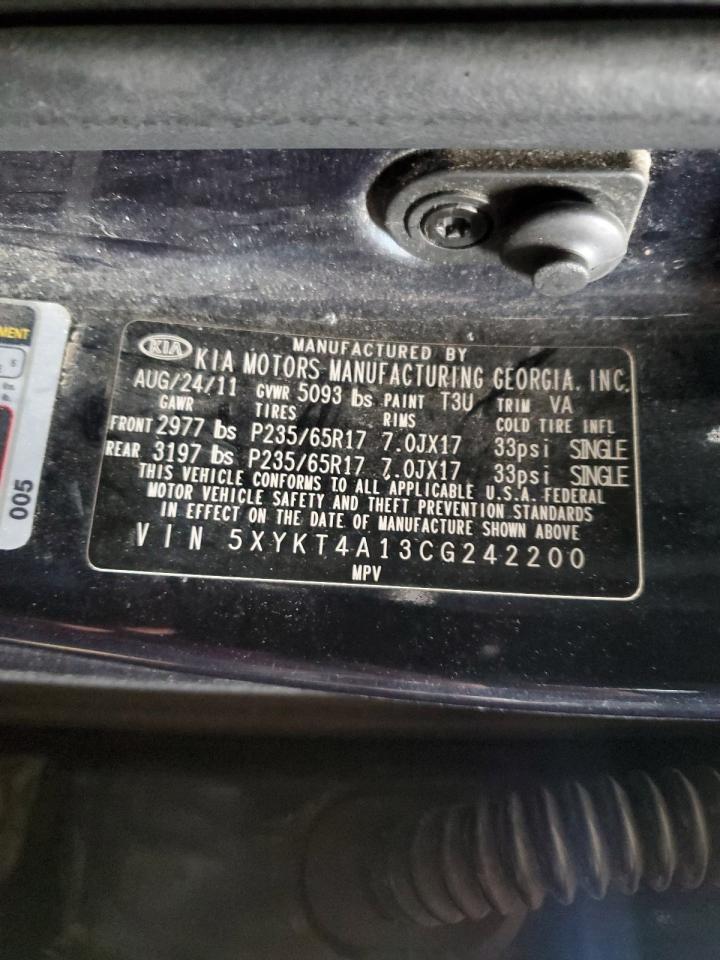 MENT
6
005
MANUFACTURED BY
KIA KIA MOTORS MANUFACTURING GEORGIA, INC.
AUG/24/11 GVWR 5093 lbs PAINT T3U TRIM VA
GAWR TIRES RIMS COLD TIRE INFL
FRONT 2977 lbs P235/65R17 7.0JX17 33psi SINGLE
REAR 3197 lbs P235/65R17 7.0JX17 33psi SINGLE
THIS VEHICLE CONFORMS TO ALL APPLICABLE U.S.A. FEDERAL
MOTOR VEHICLE SAFETY AND THEFT PREVENTION STANDARDS
IN EFFECT ON THE DATE OF MANUFACTURE SHOWN ABOVE
VIN 5XYKT4A13CG242200
MPV